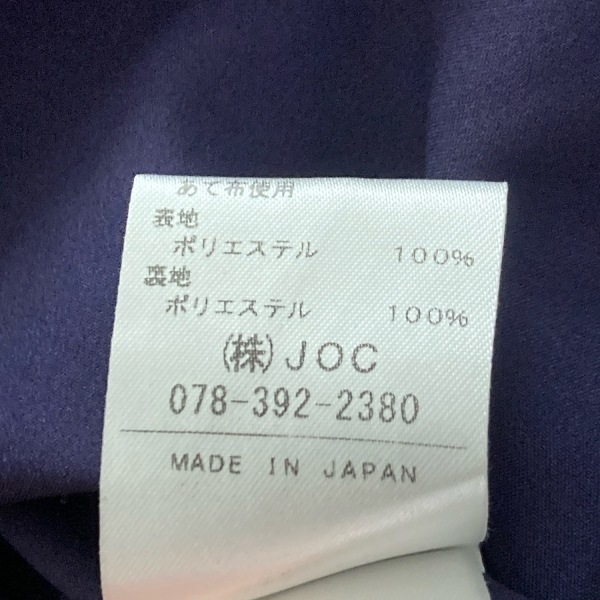 あて布使用
表地
ポリエステル 100%
裏地
ポリエステル 100%
(株)JOC
078-392-2380
MADE IN JAPAN